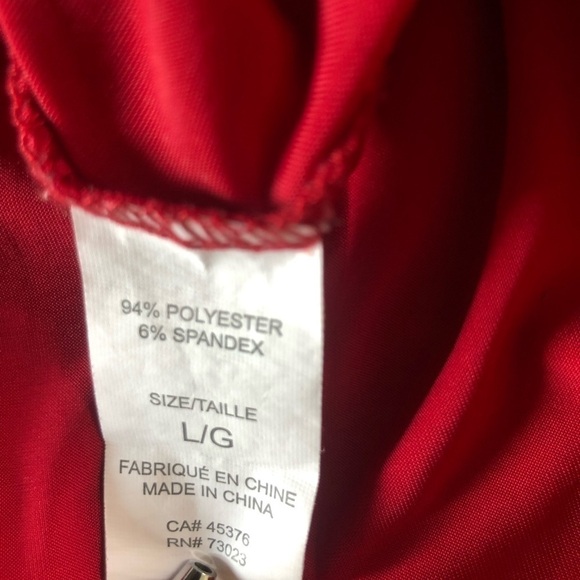 94% POLYESTER
6% SPANDEX
SIZE/TAILLE
L/G
FABRIQUÉ EN CHINE
MADE IN CHINA
CA# 45376
RN# 73023